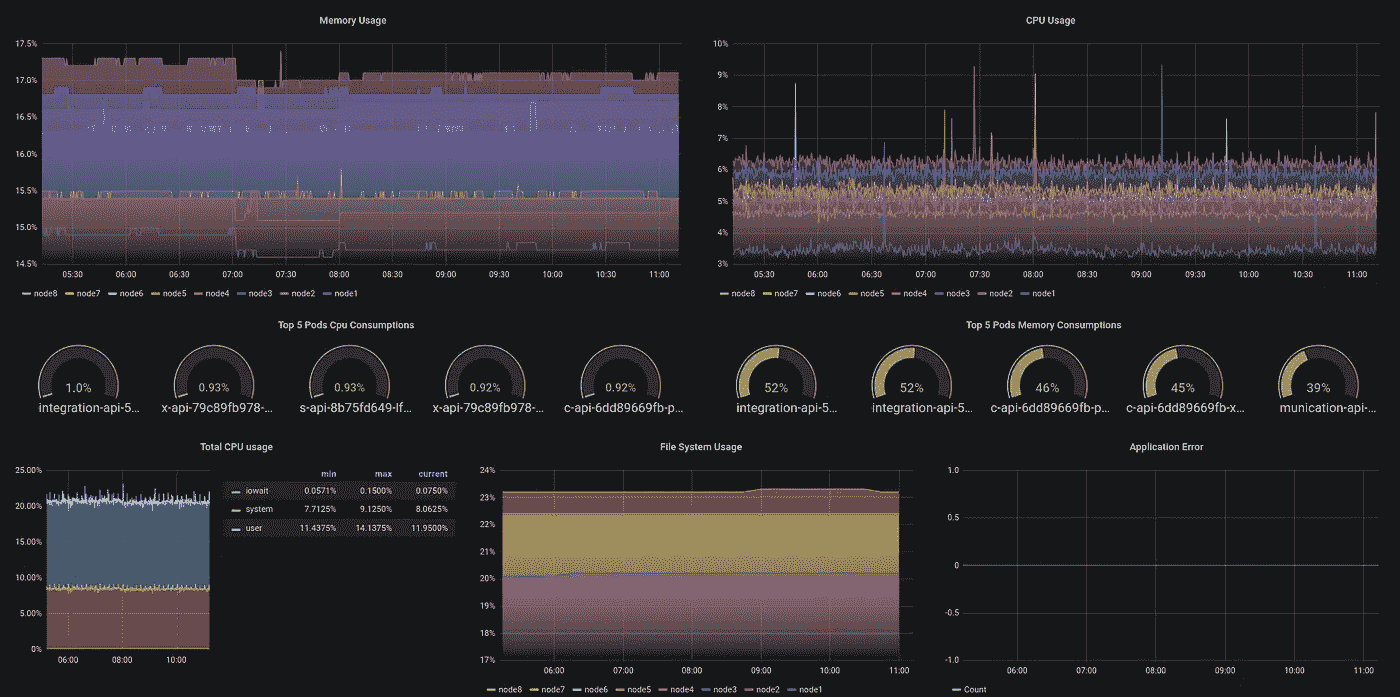 Memory Usage
17.5%
17.0%
16.5%
16.0%
15.5%
15.0%
14.5%
05:30 06:00 06:30 07:00 07:30 08:00 08:30 09:00 09:30 10:00 10:30 11:00
node8 node7 node6 node5 node4 node3 node2 node1
CPU Usage
10%
9%
8%
7%
6%
5%
4%
3%
05:30 06:00 06:30 07:00 07:30 08:00 08:30 09:00 09:30 10:00 10:30 11:00
node8 node7 node6 node5 node4 node3 node2 node1
Top 5 Pods Cpu Consumptions
1.0% 0.93% 0.93% 0.92% 0.92%
integration-api-5... x-api-79c89fb978-... s-api-8b75fd649-lf... x-api-79c89fb978-... c-api-6dd89669fb-p...
Top 5 Pods Memory Consumptions
52% 52% 46% 45% 39%
integration-api-5... integration-api-5... c-api-6dd89669fb-p... c-api-6dd89669fb-x... munication-api-...
Total CPU usage
25.00%
20.00%
15.00%
10.00%
5.00%
0%
06:00 08:00 10:00
min max current
iowait 0.0571% 0.1500% 0.0750%
system 7.7125% 9.1250% 8.0625%
user 11.4375% 14.1375% 11.9500%
File System Usage
24%
23%
22%
21%
20%
19%
18%
17%
06:00 07:00 08:00 09:00 10:00 11:00
node8 node7 node6 node5 node4 node3 node2 node1
Application Error
1.0
0.5
0
-0.5
-1.0
06:00 07:00 08:00 09:00 10:00 11:00
Count